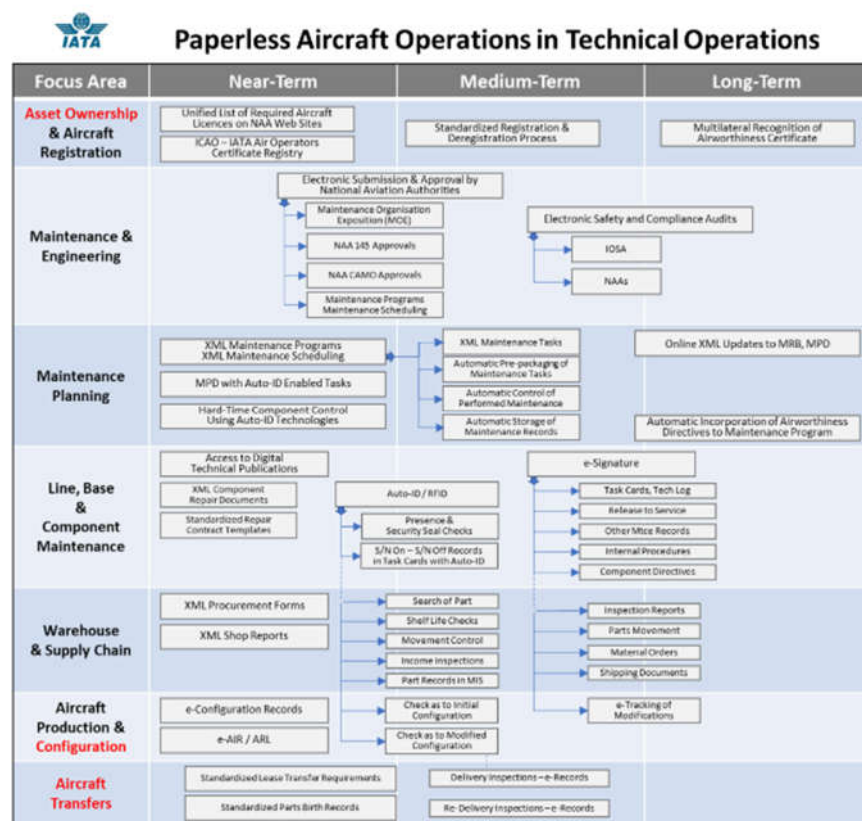 IATA
Paperless Aircraft Operations in Technical Operations
Focus Area
Near-Term
Medium-Term
Long-Term
Asset Ownership
& Aircraft
Registration
Unified List of Required Aircraft
Licences on NAA Web Sites
ICAO – IATA Air Operators
Certificate Registry
Standardized Registration &
Deregistration Process
Multilateral Recognition of
Airworthiness Certificate
Maintenance &
Engineering
Electronic Submission & Approval by
National Aviation Authorities
Maintenance Organisation
Exposition (MOE)
NAA 145 Approvals
NAA CAMO Approvals
Maintenance Programs
Maintenance Scheduling
Electronic Safety and Compliance Audits
IOSA
NAAs
Maintenance
Planning
XML Maintenance Programs
XML Maintenance Scheduling
MPD with Auto-ID Enabled Tasks
Hard-Time Component Control
Using Auto-ID Technologies
XML Maintenance Tasks
Automatic Pre-packaging of
Maintenance Tasks
Automatic Control of
Performed Maintenance
Automatic Storage of
Maintenance Records
Online XML Updates to MRB, MPD
Automatic Incorporation of Airworthiness
Directives to Maintenance Program
Line, Base
&
Component
Maintenance
Access to Digital
Technical Publications
XML Component
Repair Documents
Standardized Repair
Contract Templates
Auto-ID / RFID
Presence &
Security Seal Checks
S/N On – S/N Off Records
in Task Cards with Auto-ID
e-Signature
Task Cards, Tech Log
Release to Service
Other Mtce Records
Internal Procedures
Component Directives
Warehouse
& Supply Chain
XML Procurement Forms
XML Shop Reports
Search of Part
Shelf Life Checks
Movement Control
Income Inspections
Part Records in MIS
Inspection Reports
Parts Movement
Material Orders
Shipping Documents
Aircraft
Production &
Configuration
e-Configuration Records
e-AIR / ARL
Check as to Initial
Configuration
Check as to Modified
Configuration
e-Tracking of
Modifications
Aircraft
Transfers
Standardized Lease Transfer Requirements
Standardized Parts Birth Records
Delivery Inspections – e-Records
Re-Delivery Inspections – e-Records